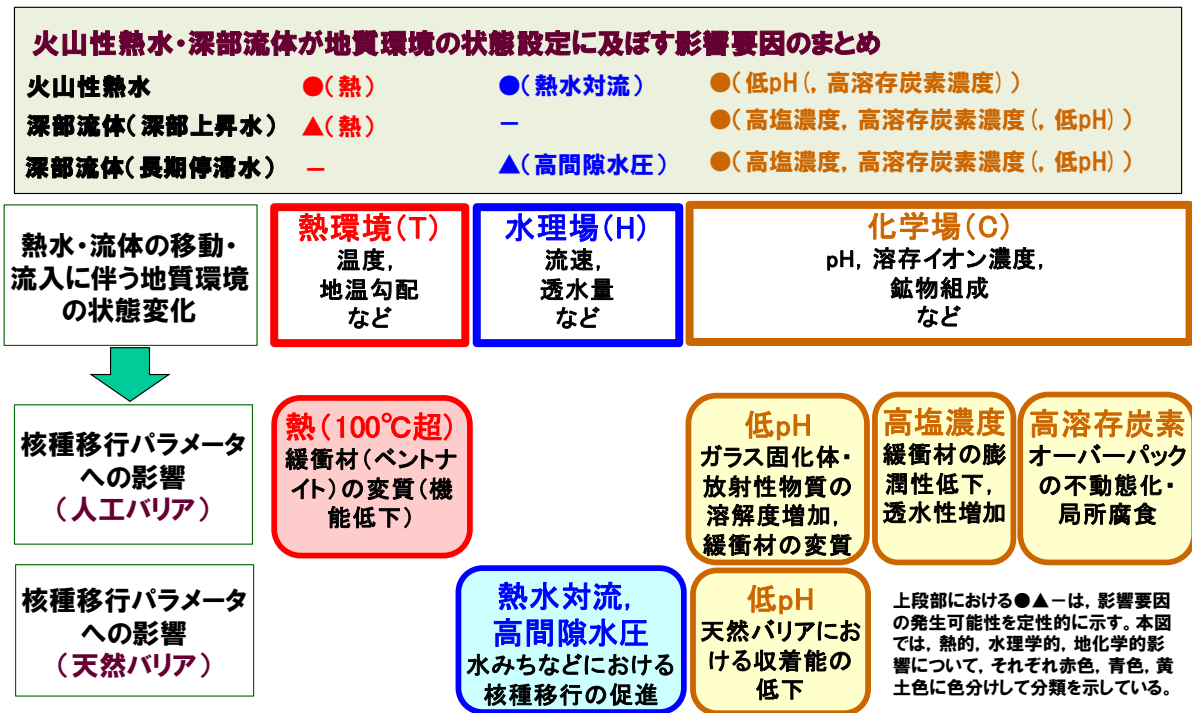 火山性熱水・深部流体が地質環境の状態設定に及ぼす影響要因のまとめ
火山性熱水 ●(熱) ●(熱水対流) ●(低pH(, 高溶存炭素濃度))
深部流体(深部上昇水) ▲(熱) － ●(高塩濃度, 高溶存炭素濃度(, 低pH))
深部流体(長期停滞水) － ▲(高間隙水圧) ●(高塩濃度, 高溶存炭素濃度(, 低pH))
熱水・流体の移動・
流入に伴う地質環境
の状態変化
熱環境(T)
温度,
地温勾配
など
水理場(H)
流速,
透水量
など
化学場(C)
pH, 溶存イオン濃度,
鉱物組成
など
核種移行パラメータ
への影響
(人工バリア)
熱(100℃超)
緩衝材(ベントナ
イト)の変質(機
能低下)
低pH
ガラス固化体・
放射性物質の
溶解度増加,
緩衝材の変質
高塩濃度
緩衝材の膨
潤性低下,
透水性増加
高溶存炭素
オーバーパック
の不動態化・
局所腐食
核種移行パラメータ
への影響
(天然バリア)
熱水対流,
高間隙水圧
水みちなどにおける
核種移行の促進
低pH
天然バリアにお
ける収着能の
低下
上段部における●▲－は, 影響要因
の発生可能性を定性的に示す。本図
では, 熱的, 水理学的, 地化学的影
響について, それぞれ赤色, 青色, 黄
土色に色分けして分類を示している。